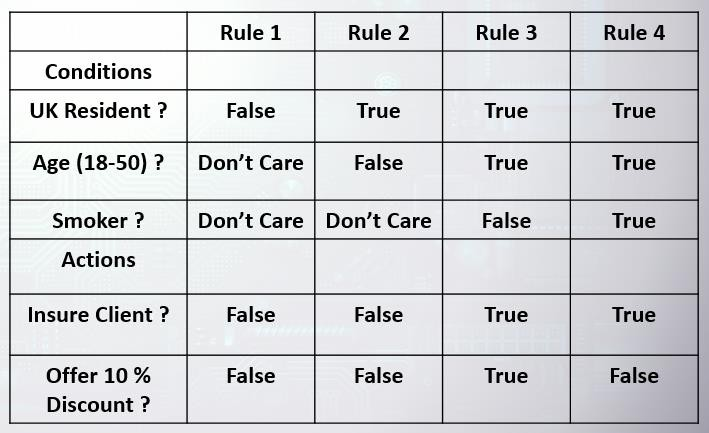 Rule 1 Rule 2 Rule 3 Rule 4
Conditions
UK Resident ? False True True True
Age (18-50) ? Don’t Care False True True
Smoker ? Don’t Care Don’t Care False True
Actions
Insure Client ? False False True True
Offer 10 % Discount ? False False True False